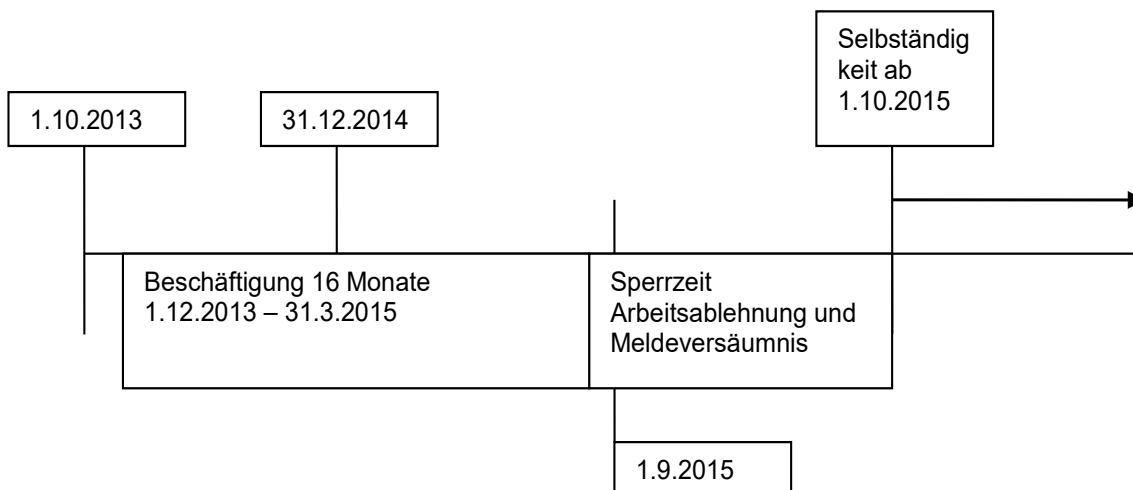 Selbständig
keit ab
1.10.2015
1.10.2013
31.12.2014
Beschäftigung 16 Monate
1.12.2013 – 31.3.2015
Sperrzeit
Arbeitsablehnung und
Meldeversäumnis
1.9.2015